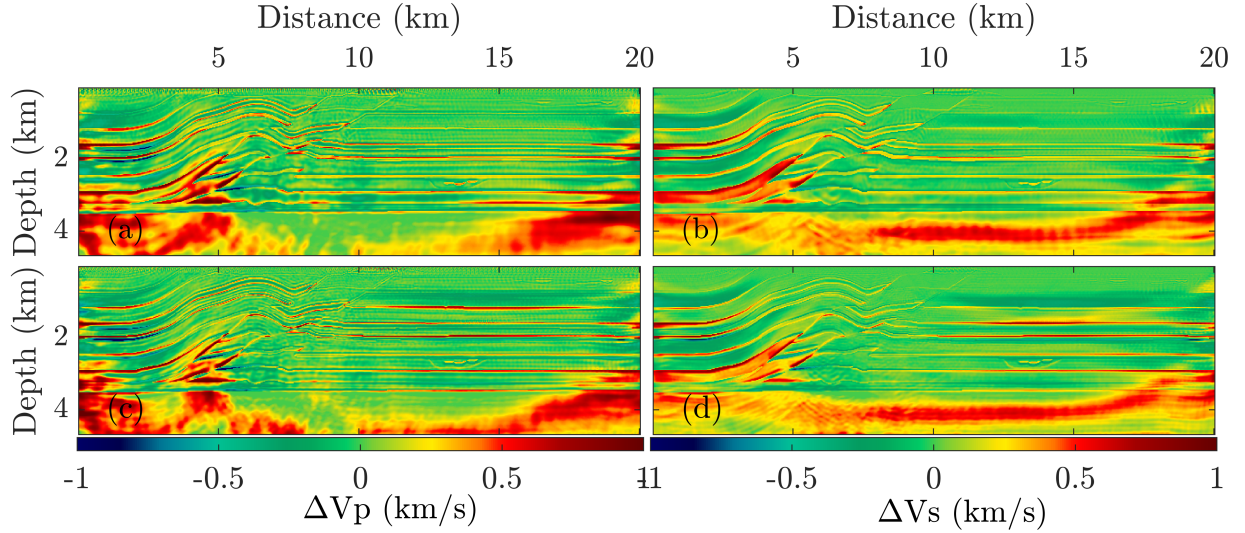 Distance (km) Distance (km)
5 10 15 20 5 10 15 20
Depth (km)
2
4
(a) (b)
Depth (km)
2
4
(c) (d)
-1 -0.5 0 0.5 1 -1 -0.5 0 0.5 1
ΔVp (km/s) ΔVs (km/s)